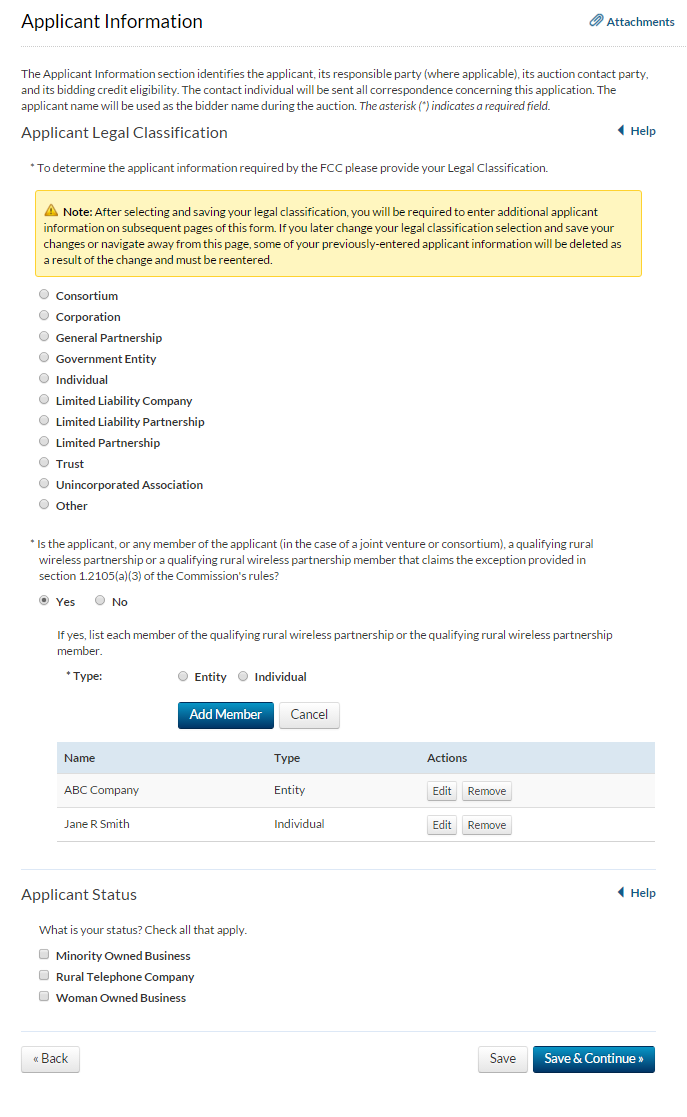 Applicant Information
Attachments
The Applicant Information section identifies the applicant, its responsible party (where applicable), its auction contact party,
and its bidding credit eligibility. The contact individual will be sent all correspondence concerning this application. The
applicant name will be used as the bidder name during the auction. The asterisk (*) indicates a required field.
Applicant Legal Classification
Help
* To determine the applicant information required by the FCC please provide your Legal Classification.
Note: After selecting and saving your legal classification, you will be required to enter additional applicant
information on subsequent pages of this form. If you later change your legal classification selection and save your
changes or navigate away from this page, some of your previously-entered applicant information will be deleted as
a result of the change and must be reentered.
Consortium
Corporation
General Partnership
Government Entity
Individual
Limited Liability Company
Limited Liability Partnership
Limited Partnership
Trust
Unincorporated Association
Other
* Is the applicant, or any member of the applicant (in the case of a joint venture or consortium), a qualifying rural
wireless partnership or a qualifying rural wireless partnership member that claims the exception provided in
section 1.2105(a)(3) of the Commission's rules?
Yes No
If yes, list each member of the qualifying rural wireless partnership or the qualifying rural wireless partnership
member.
* Type: Entity Individual
Add Member Cancel
Name Type Actions
ABC Company Entity Edit Remove
Jane R Smith Individual Edit Remove
Applicant Status
Help
What is your status? Check all that apply.
Minority Owned Business
Rural Telephone Company
Woman Owned Business
« Back Save Save & Continue »